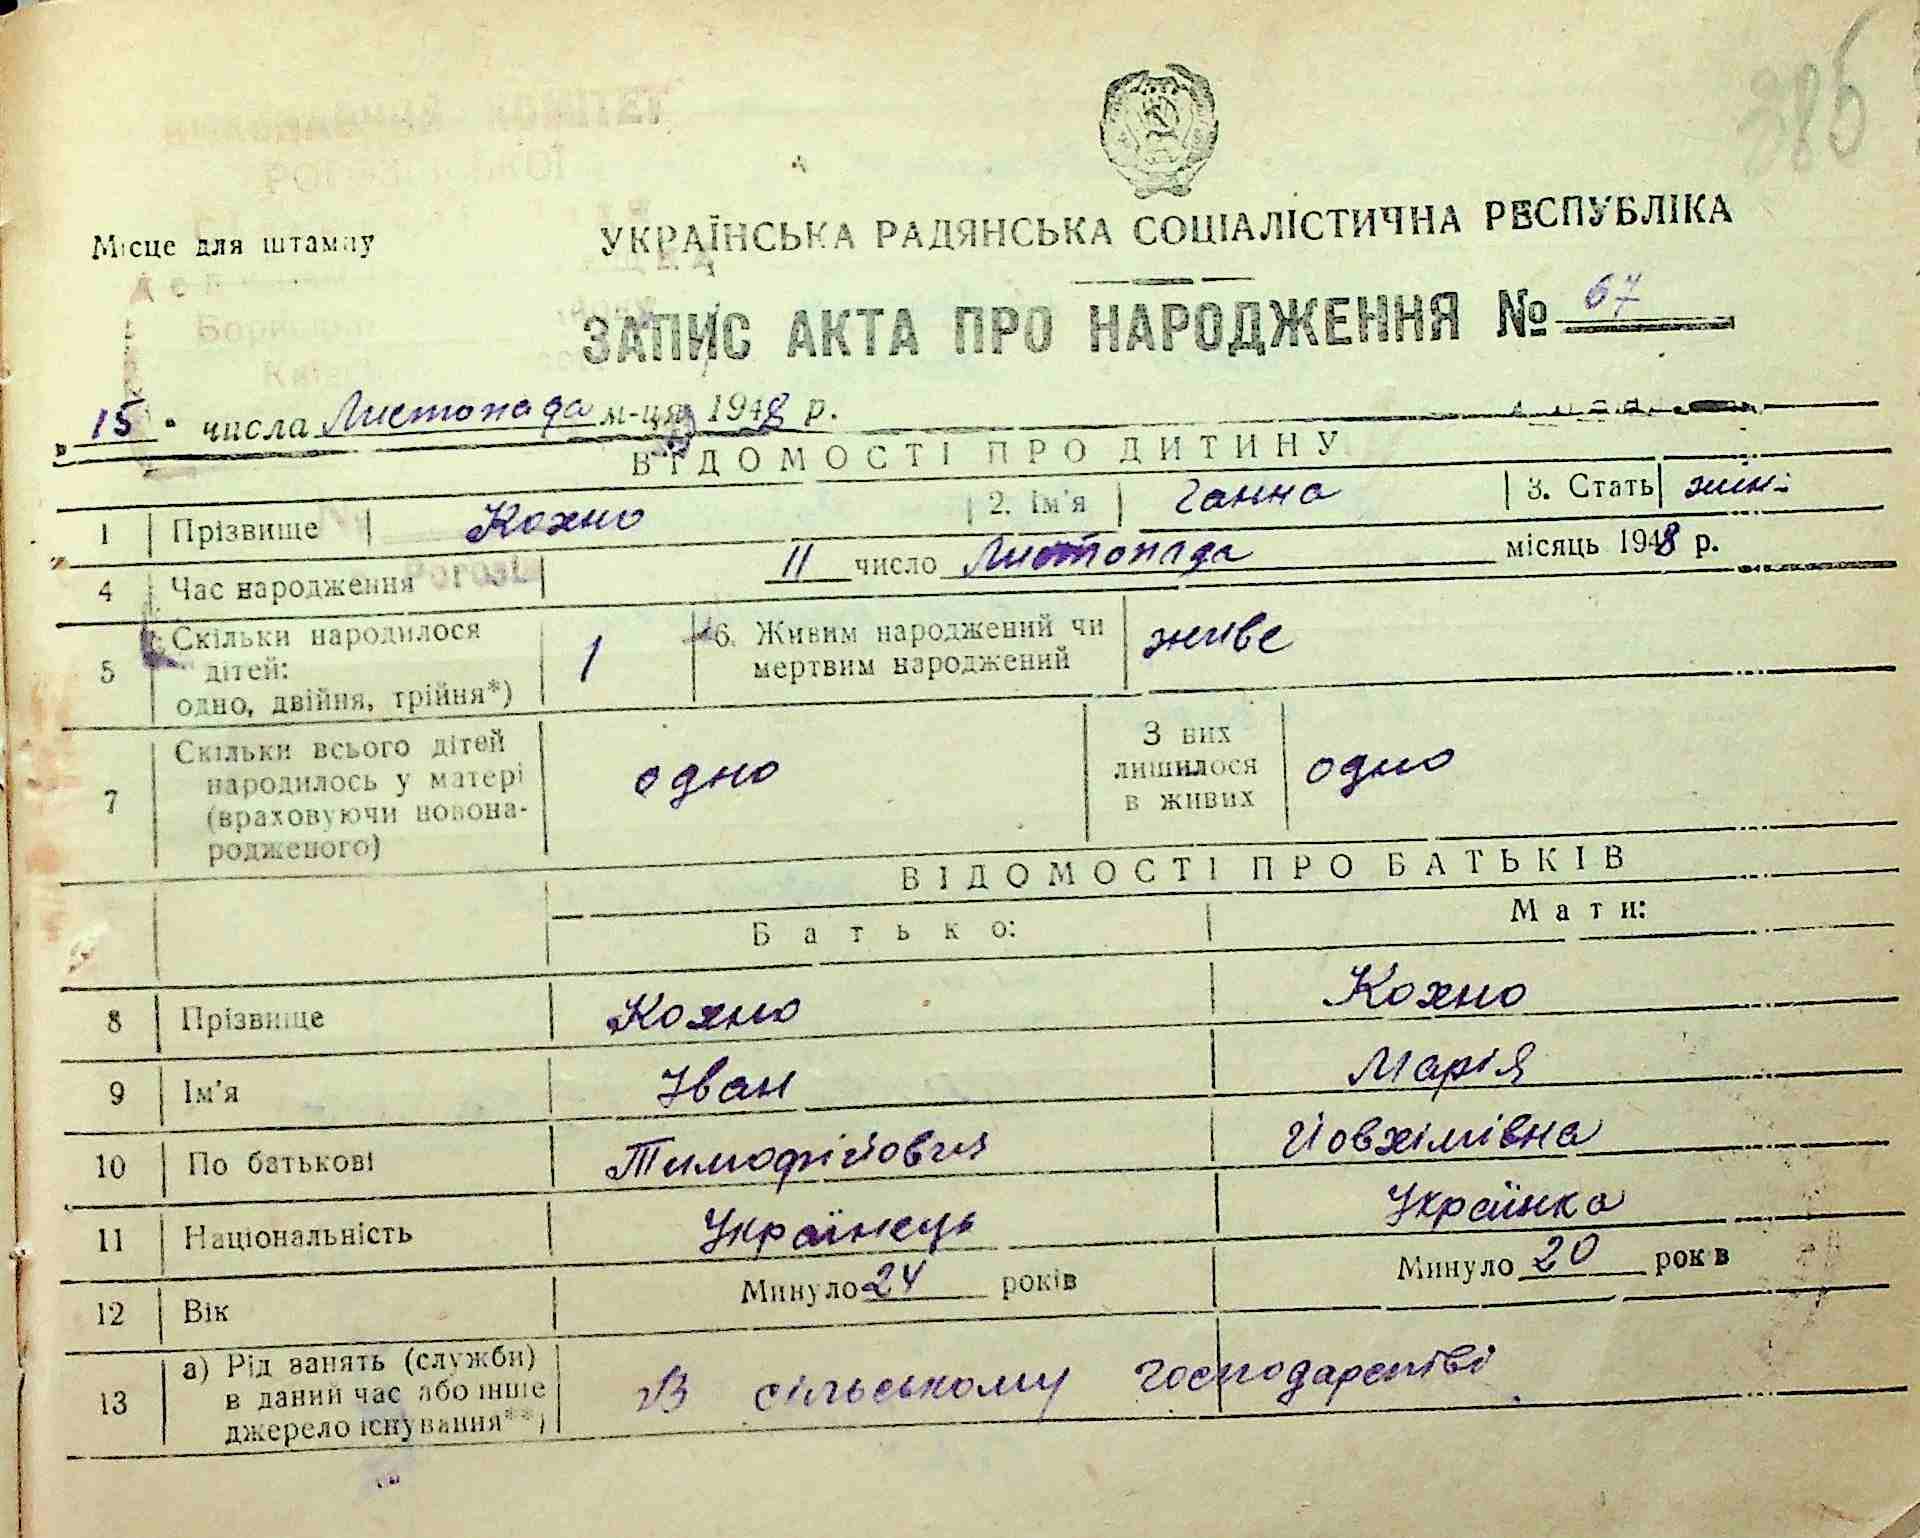 386
УКРАЇНСЬКА РАДЯНСЬКА СОЦІАЛІСТИЧНА РЕСПУБЛІКА
Місце для штампу
ЗАПИС АКТА ПРО НАРОДЖЕННЯ № 67
„ 15 " числа Листопада м-ця 1948 р.
ВІДОМОСТІ ПРО ДИТИНУ
1 Прізвище Кохно 2. Ім'я Ганна 3. Стать жін.
4 Час народження 11 число Листопада місяць 1948 р.
5 Скільки народилося дітей: одно, двійня, трійня*) 1 6. Живим народжений чи мертвим народжений живе
7 Скільки всього дітей народилось у матері (враховуючи новонародженого) одно З них лишилося в живих одно
ВІДОМОСТІ ПРО БАТЬКІВ
Батько: Мати:
8 Прізвище Кохно Кохно
9 Ім'я Іван Марія
10 По батькові Тимофійович Йовхімівна
11 Національність Українець Українка
12 Вік Минуло 24 років Минуло 20 рок в
13 а) Рід занять (служби) в даний час або інше джерело існування**) В сільському господарстві